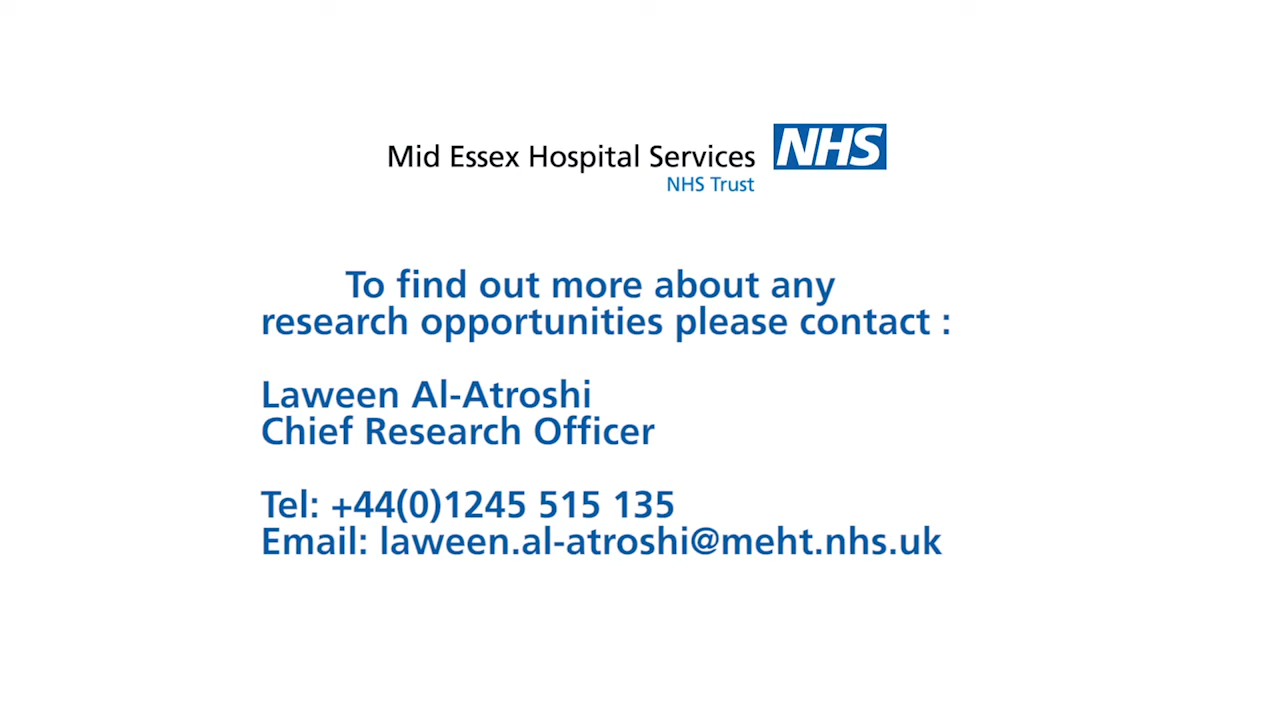 Mid Essex Hospital Services NHS
NHS Trust
To find out more about any
research opportunities please contact :
Laween Al-Atroshi
Chief Research Officer
Tel: +44(0)1245 515 135
Email: laween.al-atroshi@meht.nhs.uk